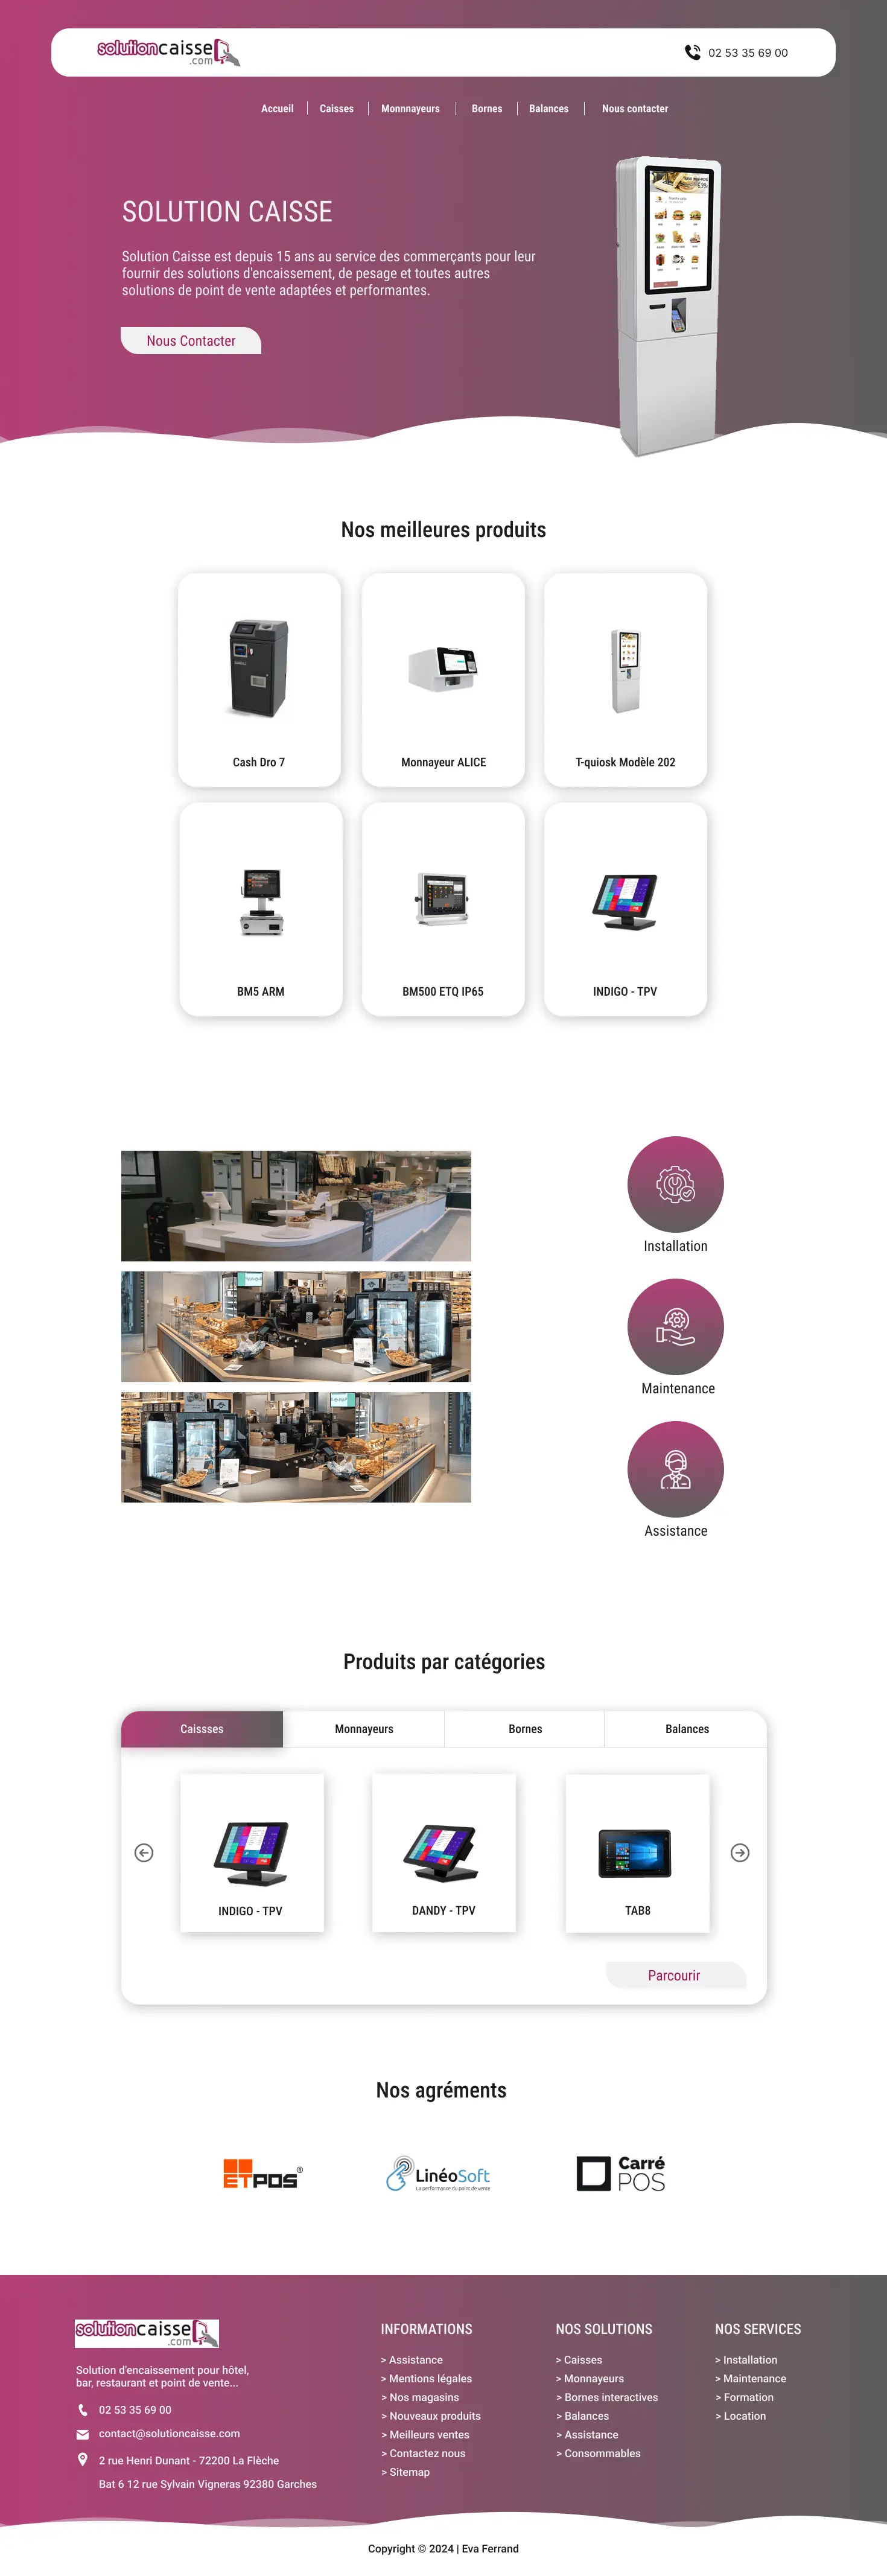 solutioncaisse
.com
02 53 35 69 00
Accueil
Caisses
Monnnayeurs
Bornes
Balances
Nous contacter
SOLUTION CAISSE
Solution Caisse est depuis 15 ans au service des commerçants pour leur
fournir des solutions d'encaissement, de pesage et toutes autres
solutions de point de vente adaptées et performantes.
Nous Contacter
Nos meilleures produits
Cash Dro 7
Monnayeur ALICE
T-quiosk Modèle 202
BM5 ARM
BM500 ETQ IP65
INDIGO - TPV
Installation
Maintenance
Assistance
Produits par catégories
Caissses
Monnayeurs
Bornes
Balances
INDIGO - TPV
DANDY - TPV
TAB8
Parcourir
Nos agréments
ETPOS®
LinéoSoft
La performance du point de vente
Carré
POS
solutioncaisse
.com
Solution d'encaissement pour hôtel,
bar, restaurant et point de vente...
02 53 35 69 00
contact@solutioncaisse.com
2 rue Henri Dunant - 72200 La Flèche
Bat 6 12 rue Sylvain Vigneras 92380 Garches
INFORMATIONS
> Assistance
> Mentions légales
> Nos magasins
> Nouveaux produits
> Meilleurs ventes
> Contactez nous
> Sitemap
NOS SOLUTIONS
> Caisses
> Monnayeurs
> Bornes interactives
> Balances
> Assistance
> Consommables
NOS SERVICES
> Installation
> Maintenance
> Formation
> Location
Copyright © 2024 | Eva Ferrand